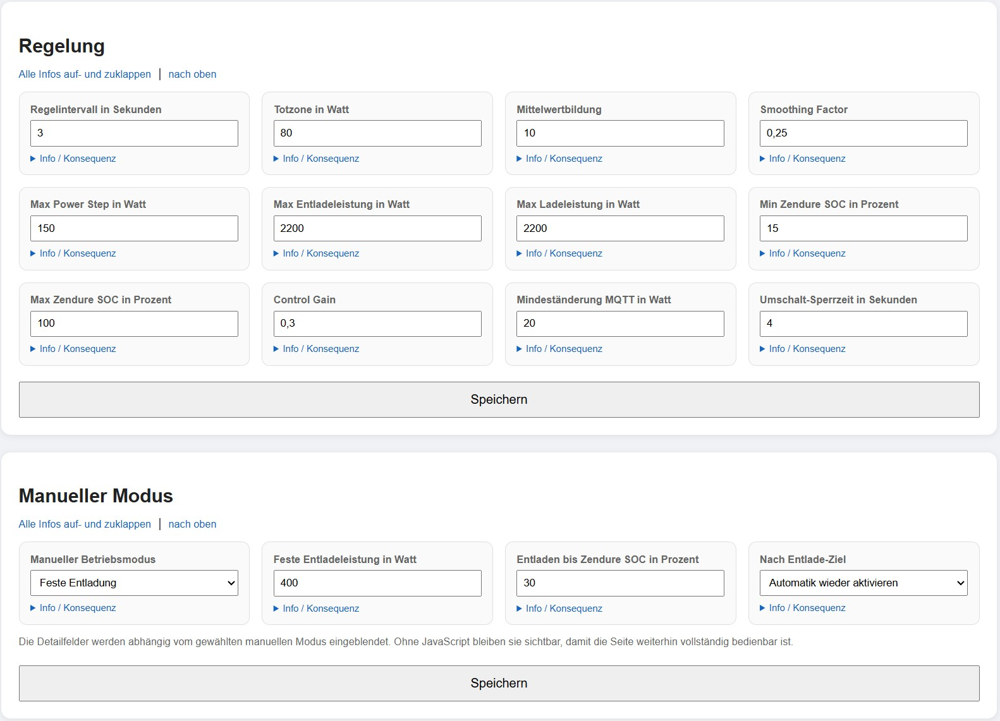 Regelung
Alle Infos auf- und zuklappen | nach oben
Regelintervall in Sekunden
3
Info / Konsequenz
Totzone in Watt
80
Info / Konsequenz
Mittelwertbildung
10
Info / Konsequenz
Smoothing Factor
0,25
Info / Konsequenz
Max Power Step in Watt
150
Info / Konsequenz
Max Entladeleistung in Watt
2200
Info / Konsequenz
Max Ladeleistung in Watt
2200
Info / Konsequenz
Min Zendure SOC in Prozent
15
Info / Konsequenz
Max Zendure SOC in Prozent
100
Info / Konsequenz
Control Gain
0,3
Info / Konsequenz
Mindeständerung MQTT in Watt
20
Info / Konsequenz
Umschalt-Sperrzeit in Sekunden
4
Info / Konsequenz
Speichern
Manueller Modus
Alle Infos auf- und zuklappen | nach oben
Manueller Betriebsmodus
Feste Entladung
Info / Konsequenz
Feste Entladeleistung in Watt
400
Info / Konsequenz
Entladen bis Zendure SOC in Prozent
30
Info / Konsequenz
Nach Entlade-Ziel
Automatik wieder aktivieren
Info / Konsequenz
Die Detailfelder werden abhängig vom gewählten manuellen Modus eingeblendet. Ohne JavaScript bleiben sie sichtbar, damit die Seite weiterhin vollständig bedienbar ist.
Speichern